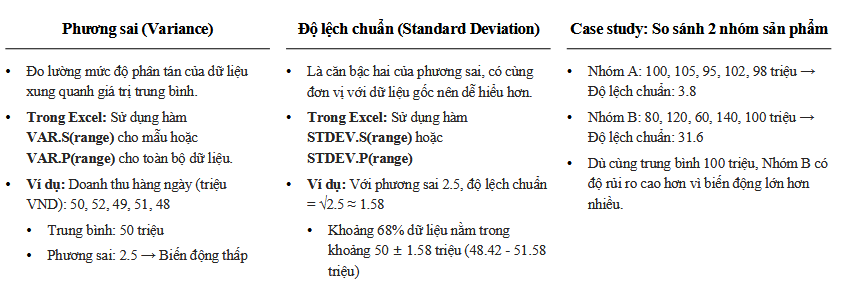 Phương sai (Variance)
• Đo lường mức độ phân tán của dữ liệu
xung quanh giá trị trung bình.
• Trong Excel: Sử dụng hàm
VAR.S(range) cho mẫu hoặc
VAR.P(range) cho toàn bộ dữ liệu.
• Ví dụ: Doanh thu hàng ngày (triệu
VND): 50, 52, 49, 51, 48
• Trung bình: 50 triệu
• Phương sai: 2.5 → Biến động thấp
Độ lệch chuẩn (Standard Deviation)
• Là căn bậc hai của phương sai, có cùng
đơn vị với dữ liệu gốc nên dễ hiểu hơn.
• Trong Excel: Sử dụng hàm
STDEV.S(range) hoặc
STDEV.P(range)
• Ví dụ: Với phương sai 2.5, độ lệch chuẩn
= √2.5 ≈ 1.58
• Khoảng 68% dữ liệu nằm trong
khoảng 50 ± 1.58 triệu (48.42 - 51.58
triệu)
Case study: So sánh 2 nhóm sản phẩm
• Nhóm A: 100, 105, 95, 102, 98 triệu →
Độ lệch chuẩn: 3.8
• Nhóm B: 80, 120, 60, 140, 100 triệu →
Độ lệch chuẩn: 31.6
• Dù cùng trung bình 100 triệu, Nhóm B có
độ rủi ro cao hơn vì biến động lớn hơn
nhiều.